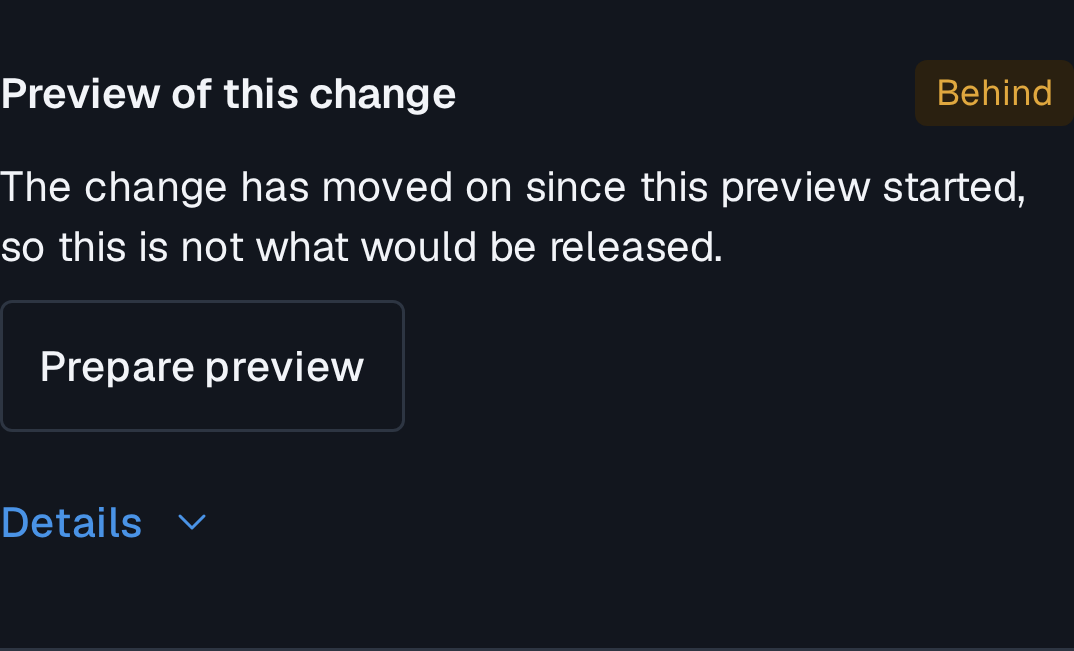 Preview of this change
Behind
The change has moved on since this preview started,
so this is not what would be released.
Prepare preview
Details